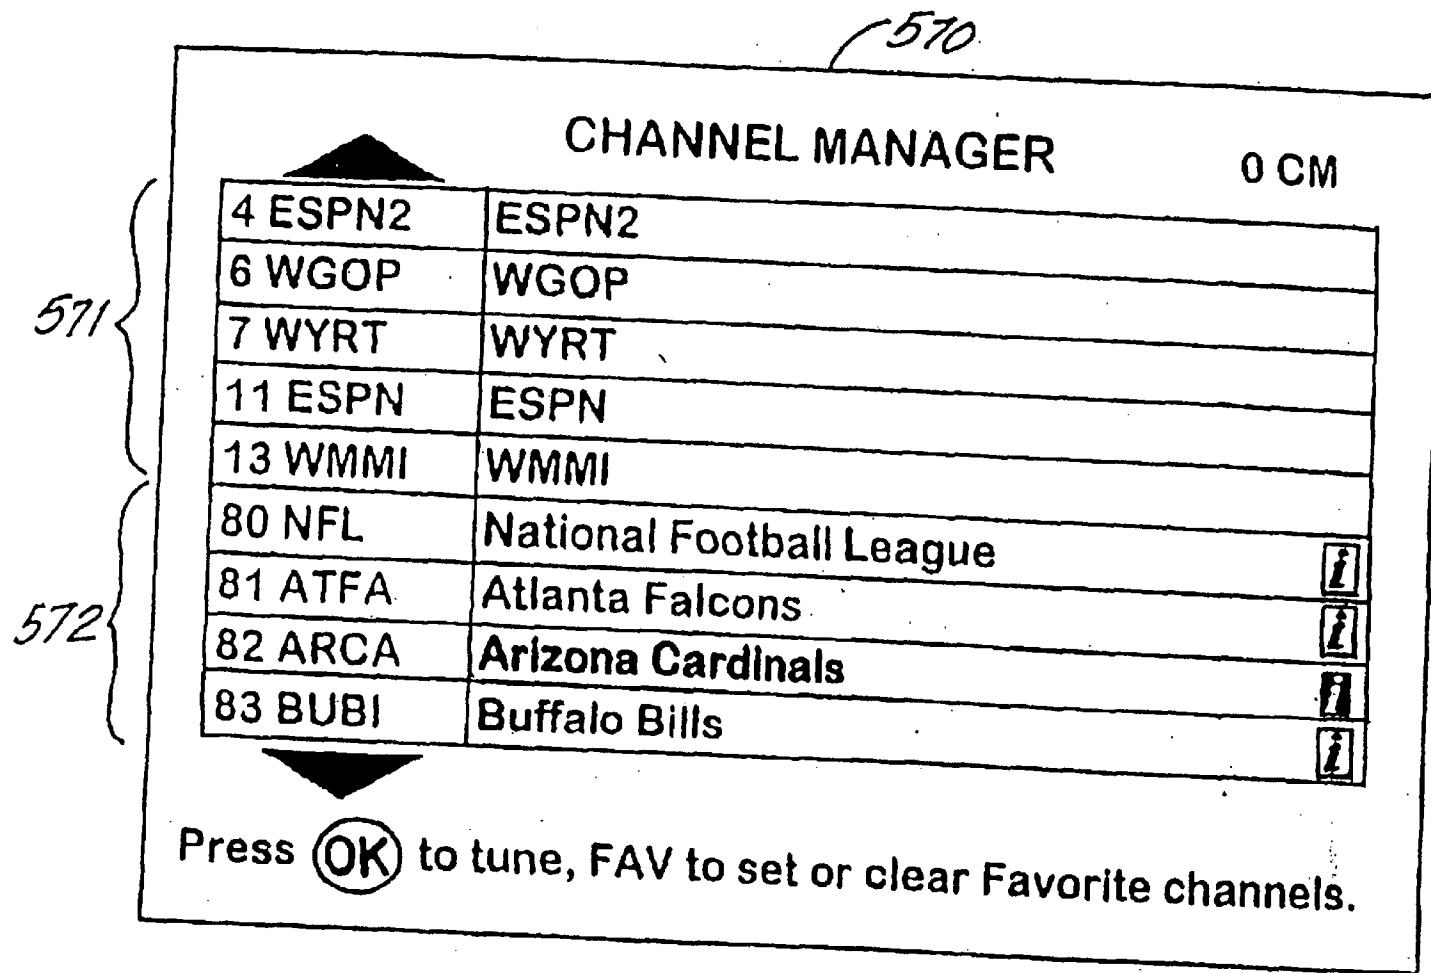 570
CHANNEL MANAGER 0 CM
4 ESPN2 ESPN2
6 WGOP WGOP
571
7 WYRT WYRT
11 ESPN ESPN
13 WMMI WMMI
80 NFL National Football League i
81 ATFA Atlanta Falcons i
572
82 ARCA Arizona Cardinals i
83 BUBI Buffalo Bills i
Press OK to tune, FAV to set or clear Favorite channels.